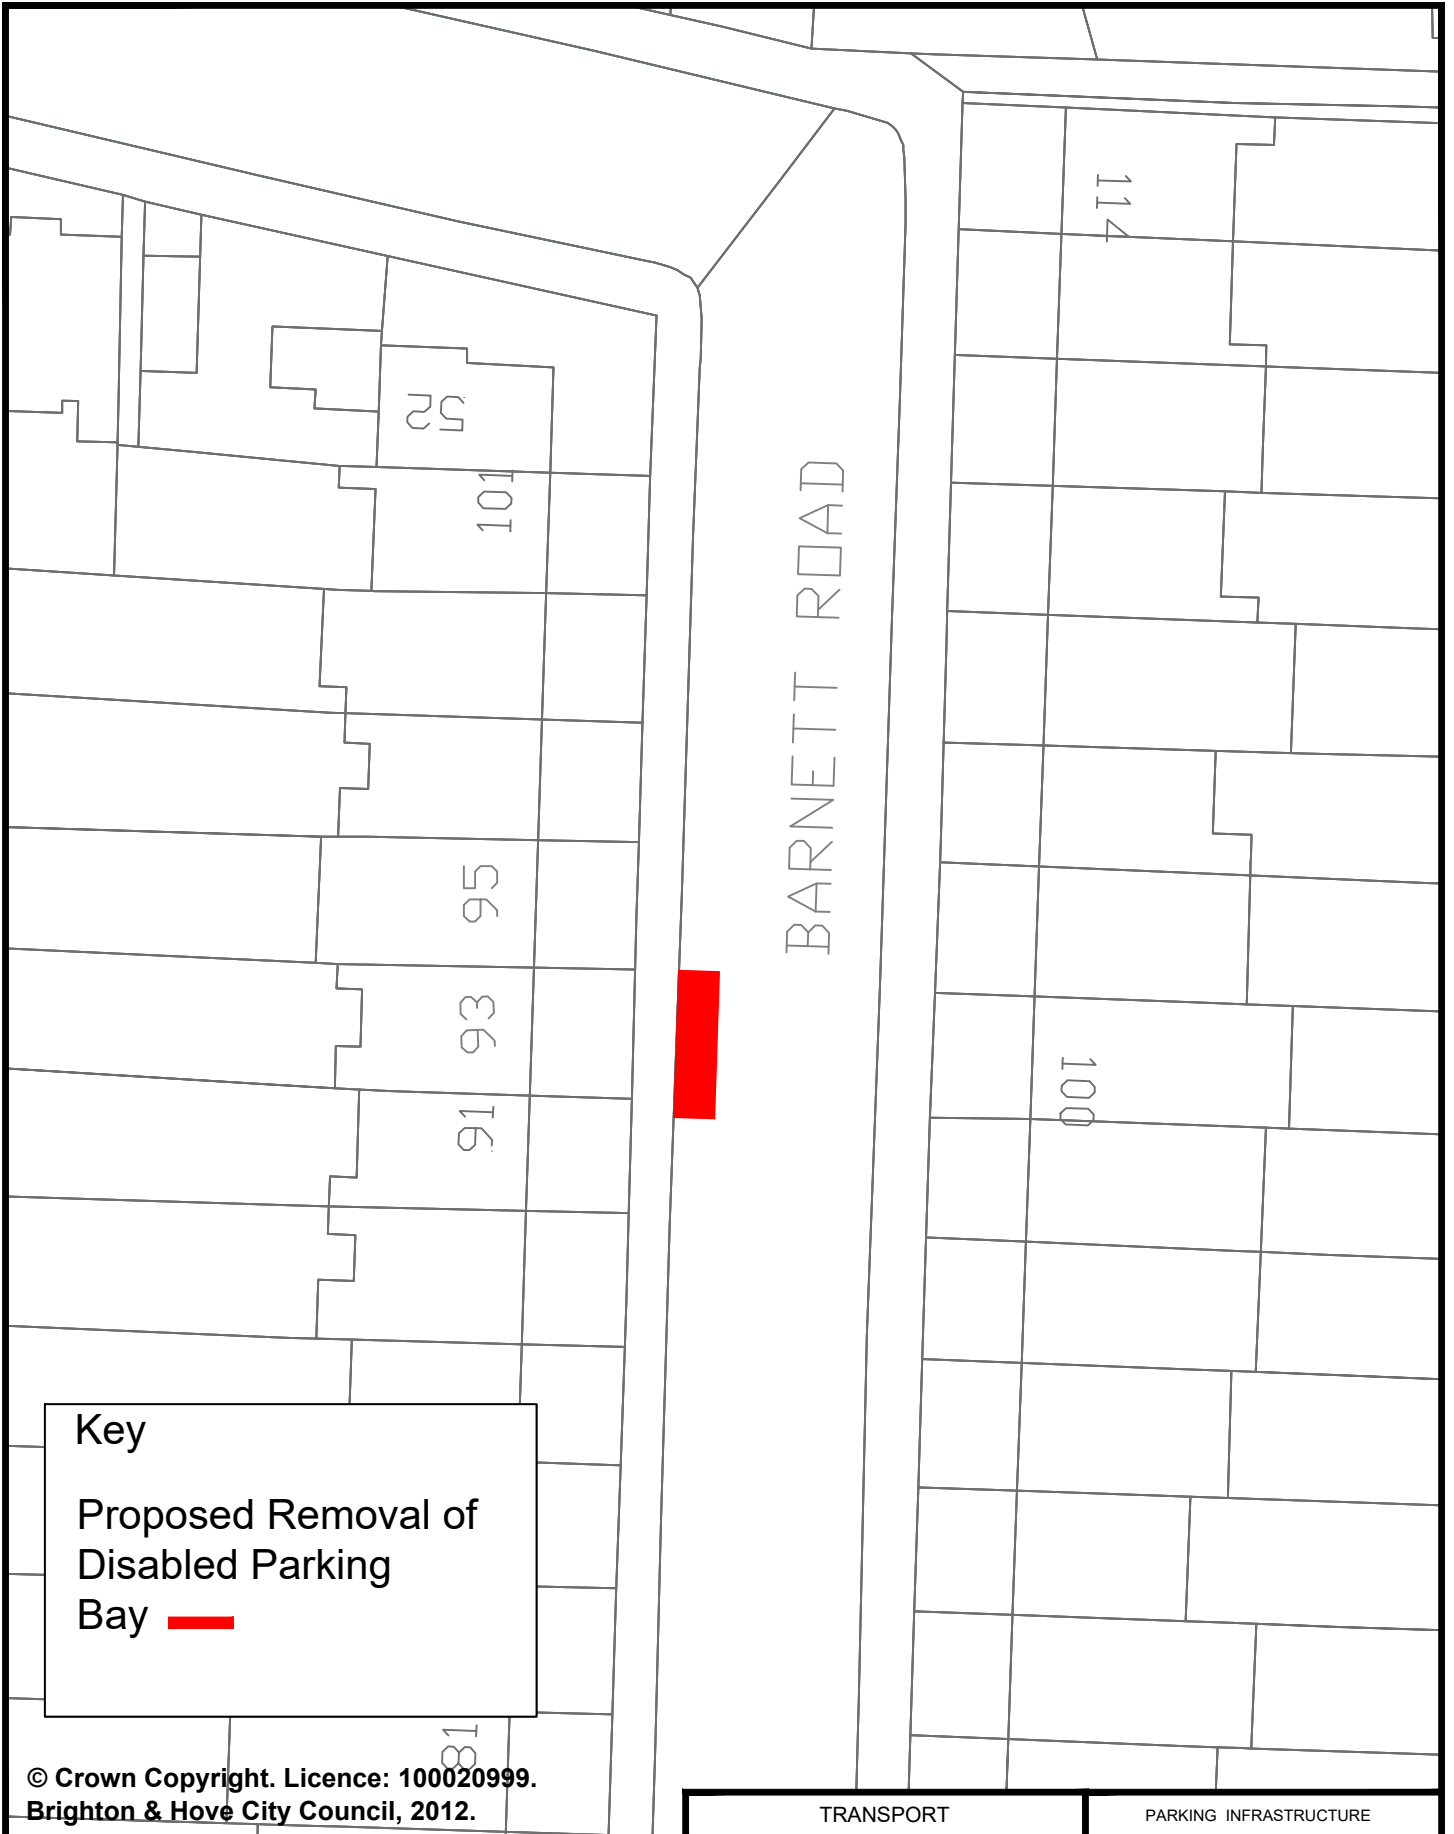 114
52
101
BARNETT ROAD
95
93
91
100
Key
Proposed Removal of
Disabled Parking
Bay
81
© Crown Copyright. Licence: 100020999.
Brighton & Hove City Council, 2012.
TRANSPORT
PARKING INFRASTRUCTURE